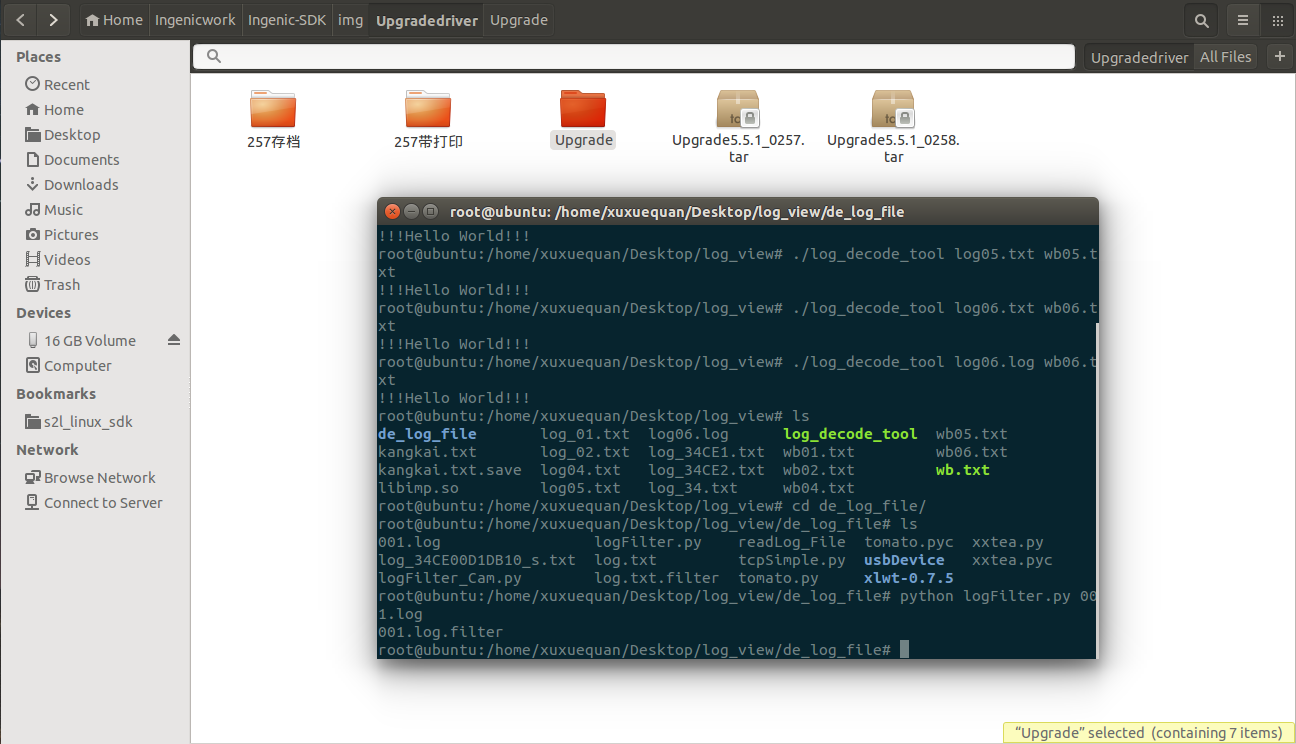 Home Ingenicwork Ingenic-SDK img Upgradedriver Upgrade
Places
Recent
Home
Desktop
Documents
Downloads
Music
Pictures
Videos
Trash
Devices
16 GB Volume
Computer
Bookmarks
s2l_linux_sdk
Network
Browse Network
Connect to Server
Upgradedriver All Files +
257存档
257带打印
Upgrade
Upgrade5.5.1_0257.
tar
Upgrade5.5.1_0258.
tar
root@ubuntu: /home/xuxuequan/Desktop/log_view/de_log_file
!!!Hello World!!!
root@ubuntu:/home/xuxuequan/Desktop/log_view# ./log_decode_tool log05.txt wb05.t
xt
!!!Hello World!!!
root@ubuntu:/home/xuxuequan/Desktop/log_view# ./log_decode_tool log06.txt wb06.t
xt
!!!Hello World!!!
root@ubuntu:/home/xuxuequan/Desktop/log_view# ./log_decode_tool log06.log wb06.t
xt
!!!Hello World!!!
root@ubuntu:/home/xuxuequan/Desktop/log_view# ls
de_log_file log_01.txt log06.log log_decode_tool wb05.txt
kangkai.txt log_02.txt log_34CE1.txt wb01.txt wb06.txt
kangkai.txt.save log04.txt log_34CE2.txt wb02.txt wb.txt
libimp.so log05.txt log_34.txt wb04.txt
root@ubuntu:/home/xuxuequan/Desktop/log_view# cd de_log_file/
root@ubuntu:/home/xuxuequan/Desktop/log_view/de_log_file# ls
001.log logFilter.py readLog_File tomato.pyc xxtea.py
log_34CE00D1DB10_s.txt log.txt tcpSimple.py usbDevice xxtea.pyc
logFilter_Cam.py log.txt.filter tomato.py xlwt-0.7.5
root@ubuntu:/home/xuxuequan/Desktop/log_view/de_log_file# python logFilter.py 00
1.log
001.log.filter
root@ubuntu:/home/xuxuequan/Desktop/log_view/de_log_file#
“Upgrade” selected (containing 7 items)